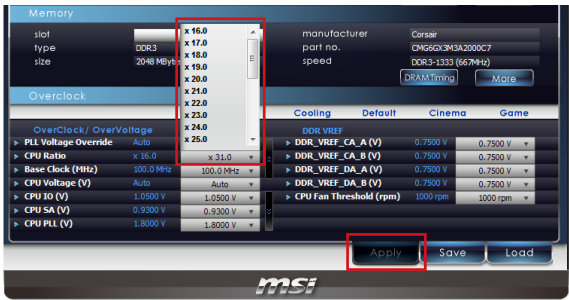 Memory
slot
type DDR3
size 2048 MByte
x 16.0
x 17.0
x 18.0
x 19.0
x 20.0
x 21.0
x 22.0
x 23.0
x 24.0
x 25.0
manufacturer Corsair
part no. CMG6GX3M3A2000C7
speed DDR3-1333 (667MHz)
DRAMTiming More
Overclock
Cooling Default Cinema Game
OverClock/ OverVoltage DDR VREF
PLL Voltage Override Auto DDR_VREF_CA_A (V) 0.7500 V 0.7500 V
CPU Ratio x 16.0 x 31.0 DDR_VREF_CA_B (V) 0.7500 V 0.7500 V
Base Clock (MHz) 100.0 MHz 100.0 MHz DDR_VREF_DA_A (V) 0.7500 V 0.7500 V
CPU Voltage (V) Auto Auto DDR_VREF_DA_B (V) 0.7500 V 0.7500 V
CPU IO (V) 1.0500 V 1.0500 V CPU Fan Threshold (rpm) 1000 rpm 1000 rpm
CPU SA (V) 0.9300 V 0.9300 V
CPU PLL (V) 1.8000 V 1.8000 V
Apply Save Load
msi